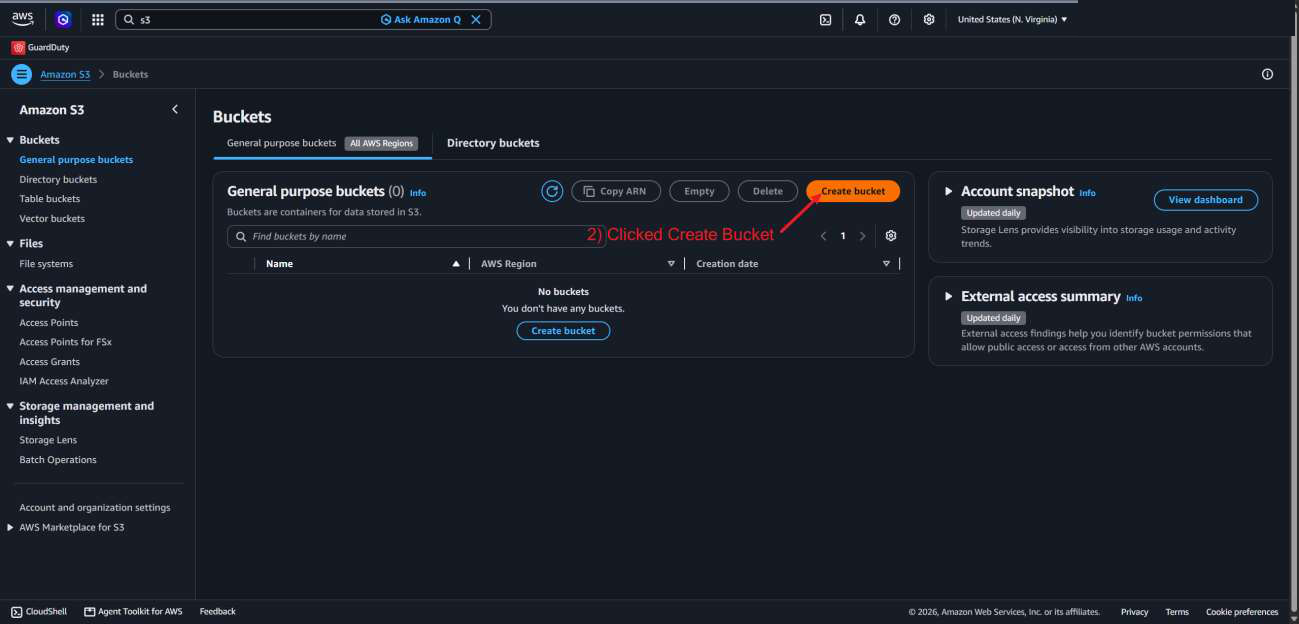 aws
s3
Ask Amazon Q
United States (N. Virginia)
GuardDuty
Amazon S3 > Buckets
Amazon S3
Buckets
General purpose buckets
Directory buckets
Table buckets
Vector buckets
Files
File systems
Access management and
security
Access Points
Access Points for FSx
Access Grants
IAM Access Analyzer
Storage management and
insights
Storage Lens
Batch Operations
Account and organization settings
AWS Marketplace for S3
Buckets
General purpose buckets All AWS Regions Directory buckets
General purpose buckets (0) Info
Copy ARN Empty Delete Create bucket
Buckets are containers for data stored in S3.
Find buckets by name
2) Clicked Create Bucket
1
Name AWS Region Creation date
No buckets
You don't have any buckets.
Create bucket
Account snapshot Info
View dashboard
Updated daily
Storage Lens provides visibility into storage usage and activity
trends.
External access summary Info
Updated daily
External access findings help you identify bucket permissions that
allow public access or access from other AWS accounts.
CloudShell Agent Toolkit for AWS Feedback
© 2026, Amazon Web Services, Inc. or its affiliates. Privacy Terms Cookie preferences